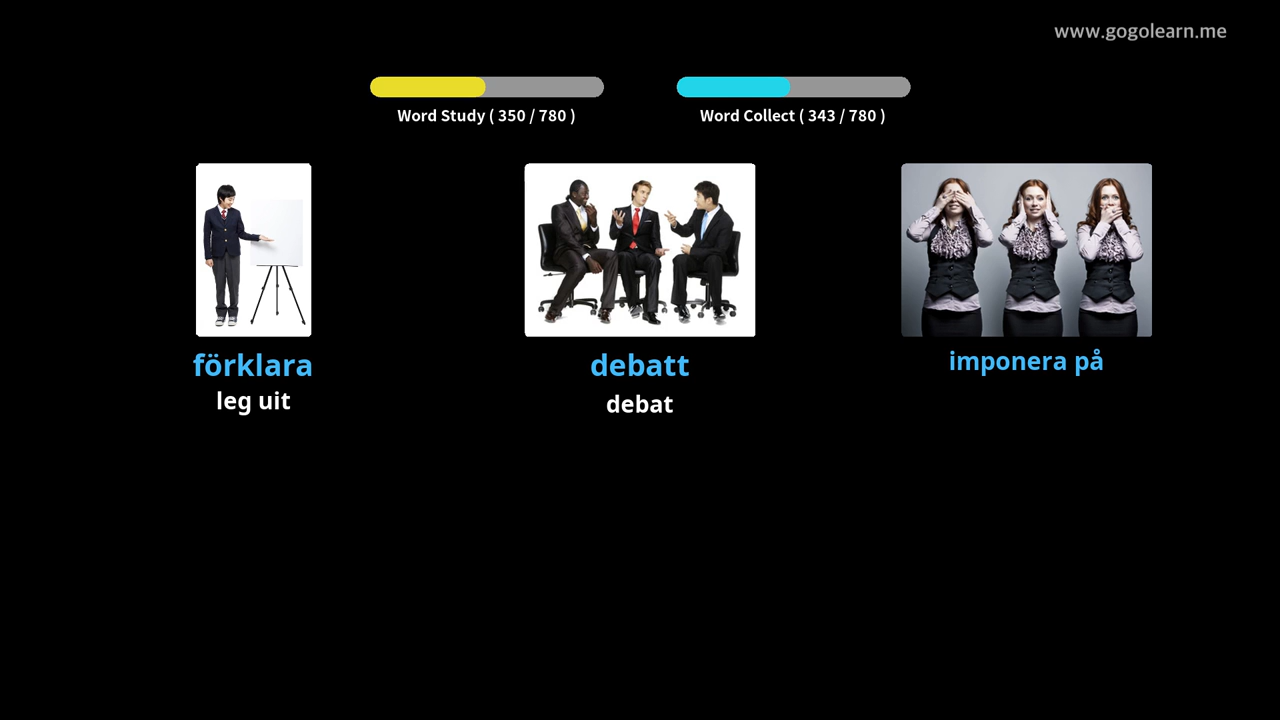 www.gogolearn.me
Word Study ( 350 / 780 )
Word Collect ( 343 / 780 )
förklara
leg uit
debatt
debat
imponera på